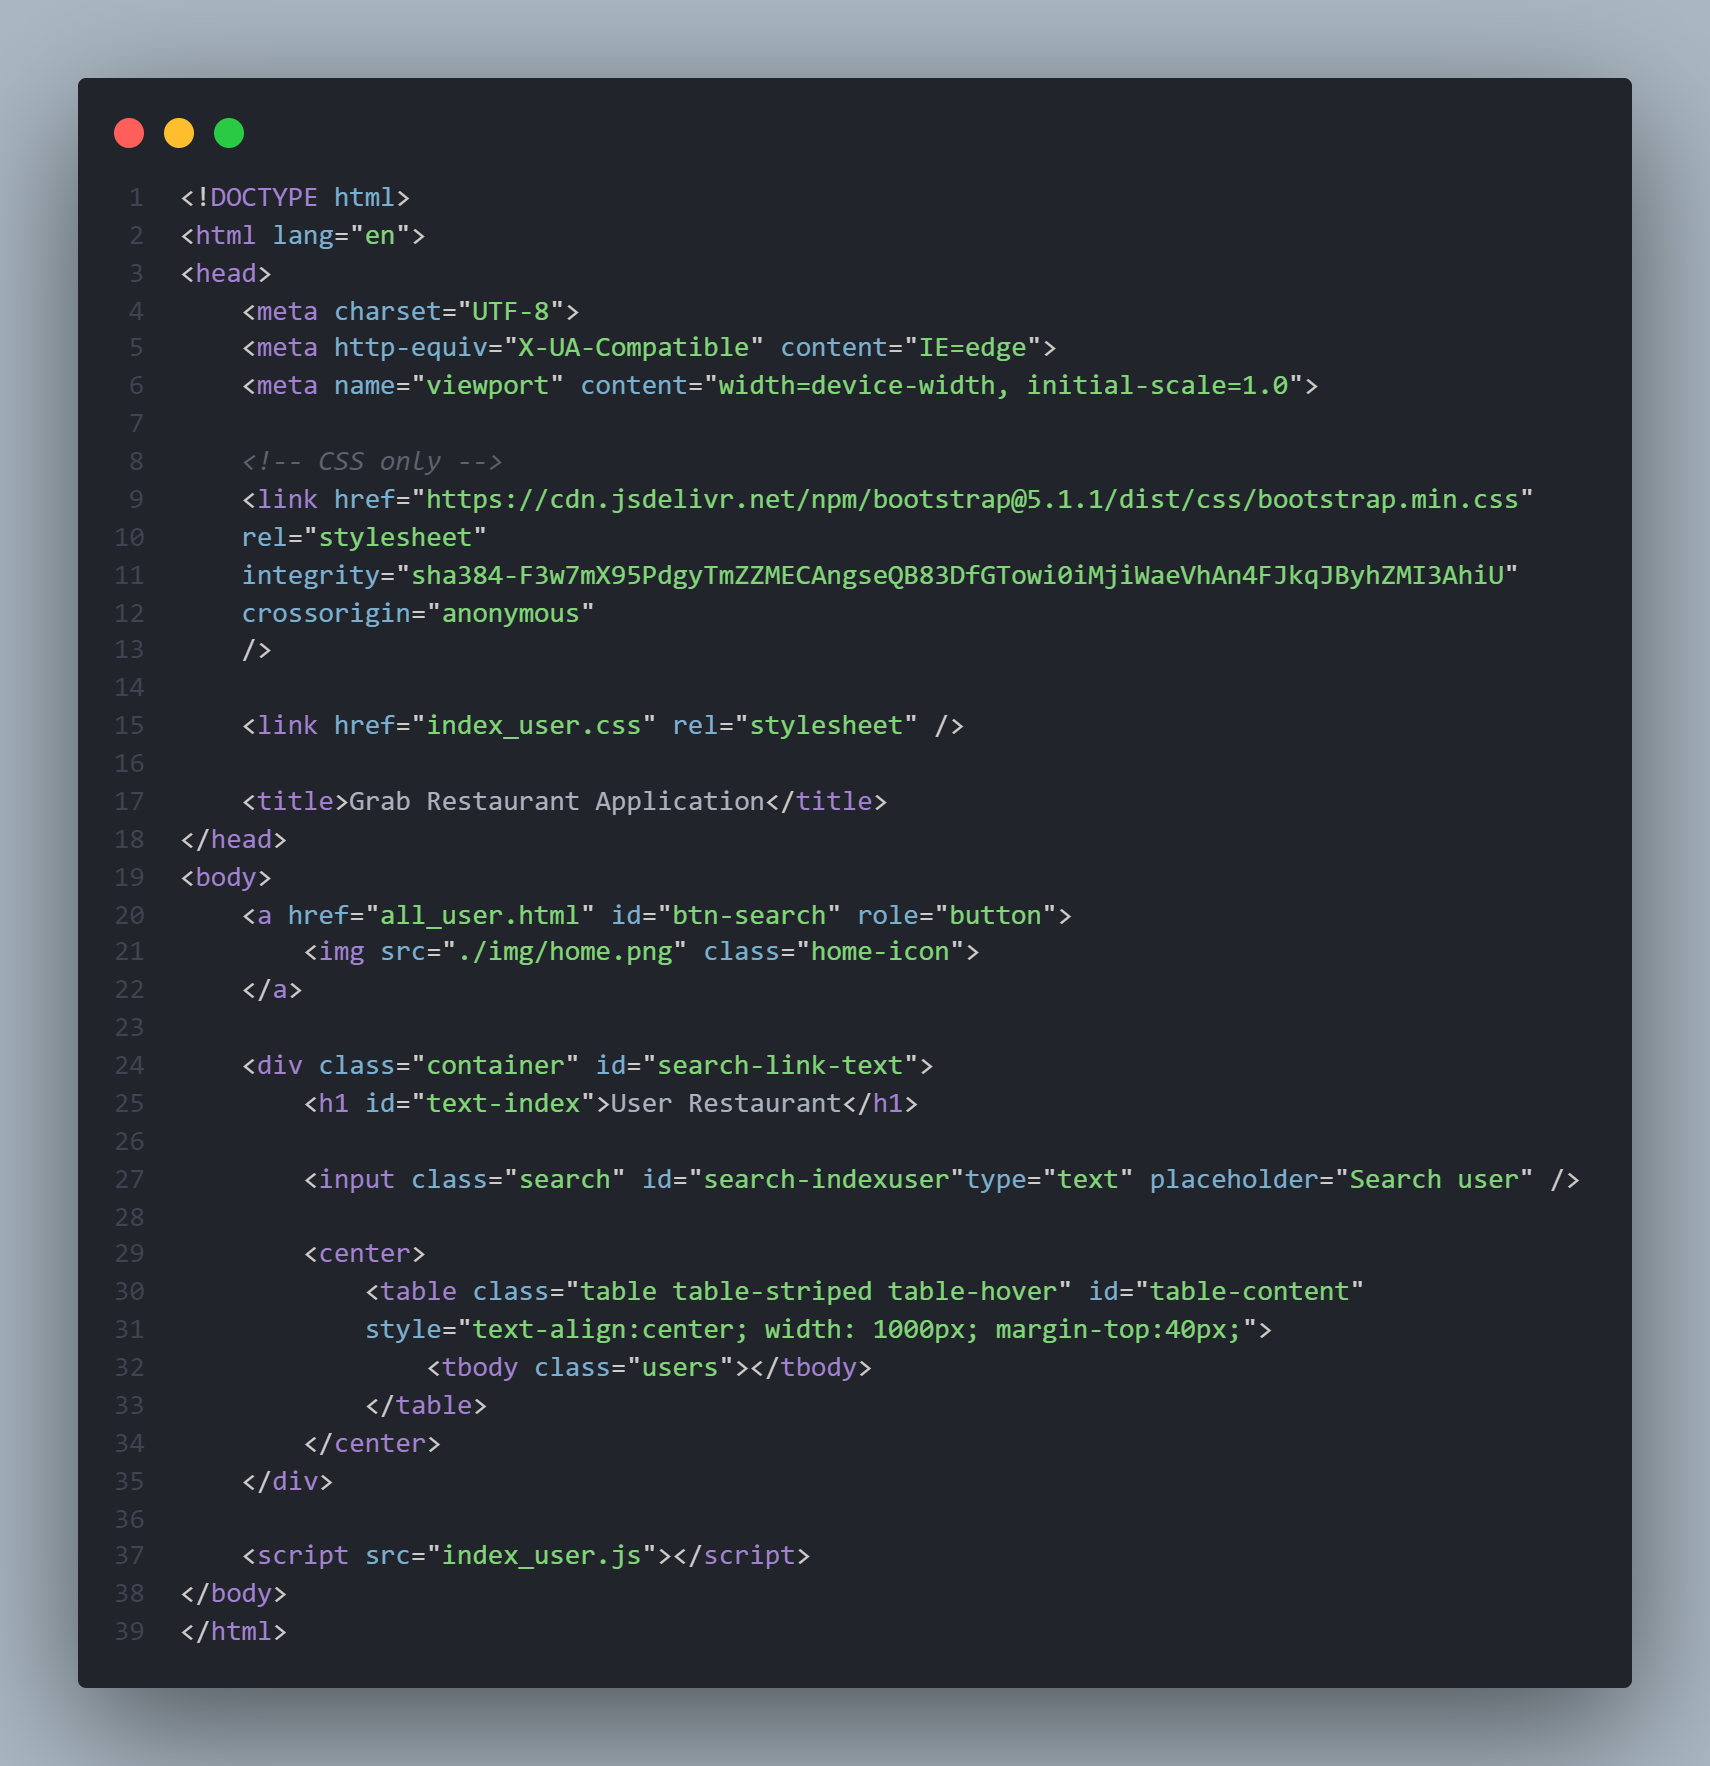 1 <!DOCTYPE html>
2 <html lang="en">
3 <head>
4     <meta charset="UTF-8">
5     <meta http-equiv="X-UA-Compatible" content="IE=edge">
6     <meta name="viewport" content="width=device-width, initial-scale=1.0">
7
8     <!-- CSS only -->
9     <link href="https://cdn.jsdelivr.net/npm/bootstrap@5.1.1/dist/css/bootstrap.min.css"
10     rel="stylesheet"
11     integrity="sha384-F3w7mX95PdgyTmZZMECAngseQB83DfGTowi0iMjiWaeVhAn4FJkqJByhZMI3AhiU"
12     crossorigin="anonymous"
13     />
14
15     <link href="index_user.css" rel="stylesheet" />
16
17     <title>Grab Restaurant Application</title>
18 </head>
19 <body>
20     <a href="all_user.html" id="btn-search" role="button">
21         <img src="./img/home.png" class="home-icon">
22     </a>
23
24     <div class="container" id="search-link-text">
25         <h1 id="text-index">User Restaurant</h1>
26
27         <input class="search" id="search-indexuser"type="text" placeholder="Search user" />
28
29         <center>
30             <table class="table table-striped table-hover" id="table-content"
31             style="text-align:center; width: 1000px; margin-top:40px;">
32                 <tbody class="users"></tbody>
33             </table>
34         </center>
35     </div>
36
37     <script src="index_user.js"></script>
38 </body>
39 </html>